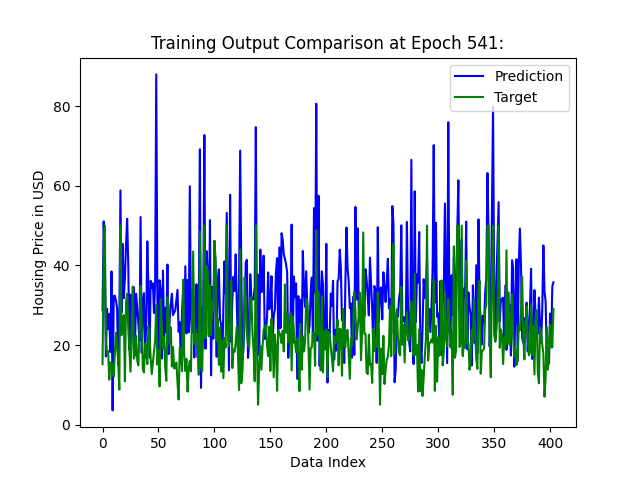 Training Output Comparison at Epoch 541:
Prediction
Target
Housing Price in USD
80
60
40
20
0
0 50 100 150 200 250 300 350 400
Data Index